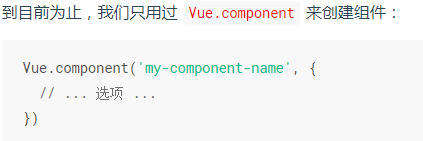 到目前为止，我们只用过 Vue.component 来创建组件：
Vue.component('my-component-name', {
  // ... 选项 ...
})